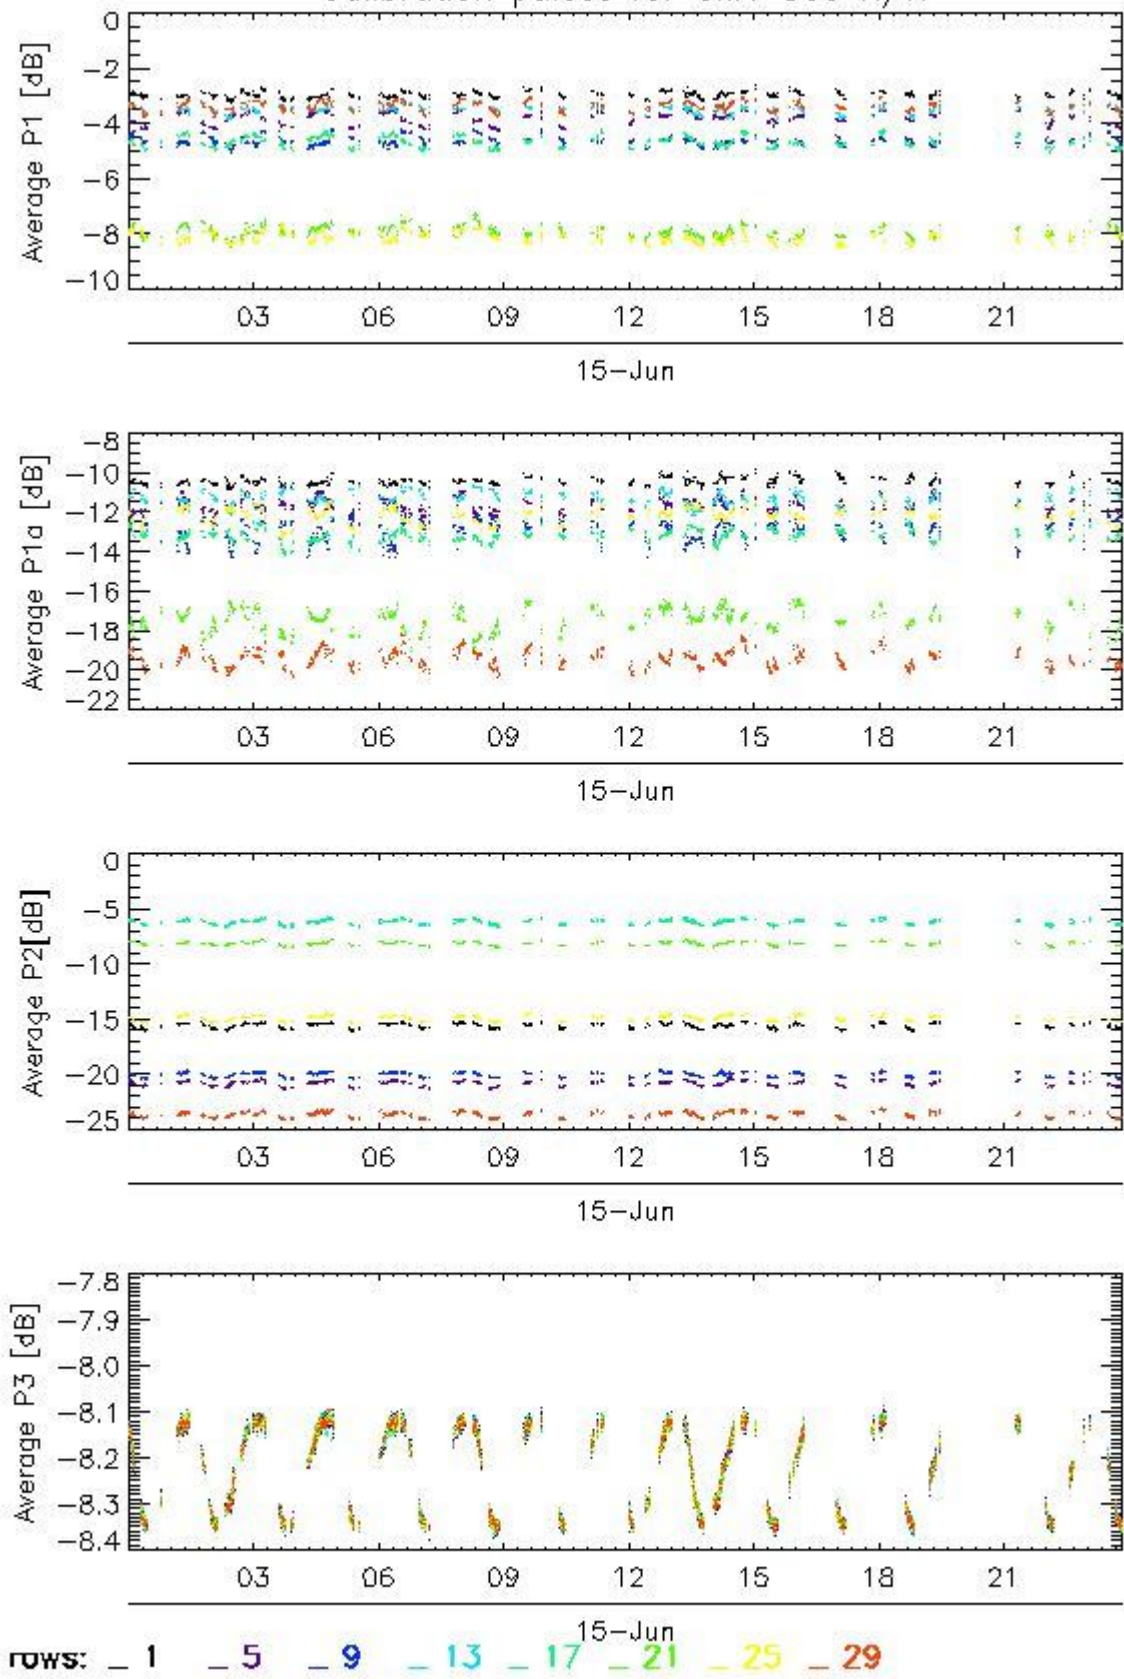 0
-2
-4
-6
-8
-10
Average P1 [dB]
03 06 09 12 15 18 21
15-Jun
-8
-10
-12
-14
-16
-18
-20
-22
Average P1a [dB]
03 06 09 12 15 18 21
15-Jun
0
-5
-10
-15
-20
-25
Average P2[dB]
03 06 09 12 15 18 21
15-Jun
-7.8
-7.9
-8.0
-8.1
-8.2
-8.3
-8.4
Average P3 [dB]
03 06 09 12 15 18 21
15-Jun
rows: _ 1 _ 5 _ 9 _ 13 _ 17 _ 21 _ 25 _ 29